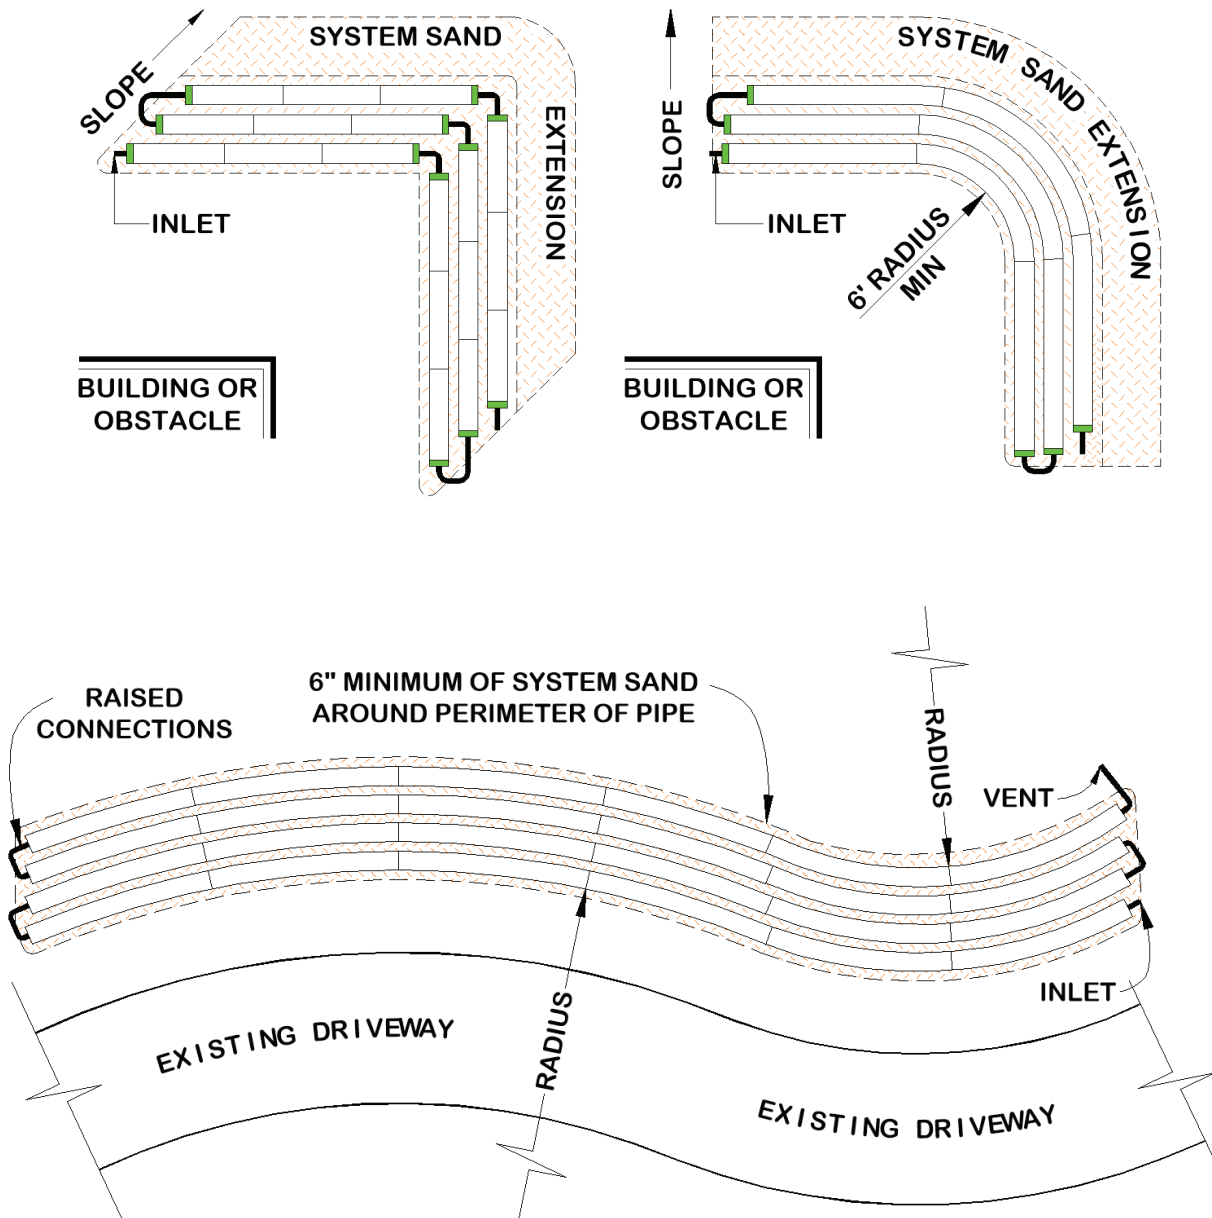 SYSTEM SAND
EXTENSION
SLOPE
INLET
BUILDING OR
OBSTACLE
SYSTEM SAND EXTENSION
SLOPE
INLET
6' RADIUS
MIN
BUILDING OR
OBSTACLE
RAISED
CONNECTIONS
6" MINIMUM OF SYSTEM SAND
AROUND PERIMETER OF PIPE
RADIUS
VENT
INLET
RADIUS
EXISTING DRIVEWAY
EXISTING DRIVEWAY